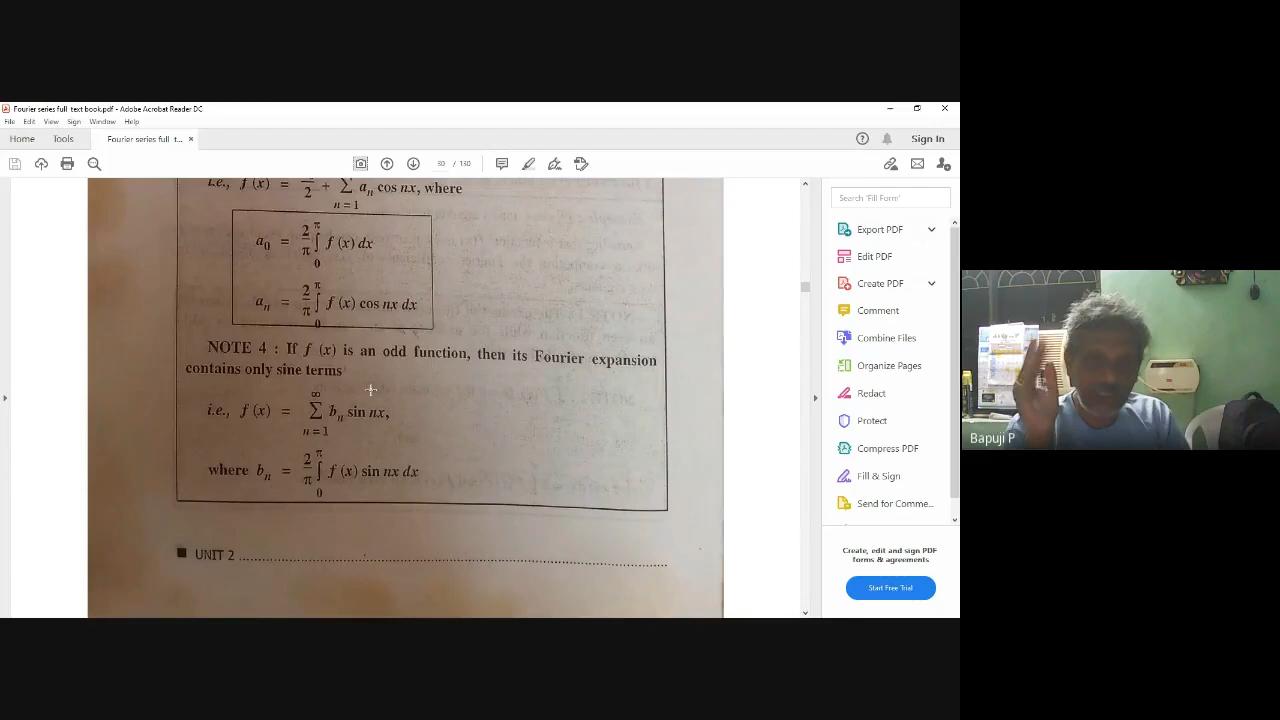 Fourier series full text book.pdf - Adobe Acrobat Reader DC
File Edit View Sign Window Help
Home Tools Fourier series full t... × Sign In
30 / 130
i.e., f (x) = /2 + ∑ n = 1 aₙ cos nx, where
a₀ = 2/π ∫₀^π f (x) dx
aₙ = 2/π ∫₀^π f (x) cos nx dx
NOTE 4 : If f (x) is an odd function, then its Fourier expansion
contains only sine terms
i.e., f (x) = ∑ n = 1 ^∞ bₙ sin nx,
where bₙ = 2/π ∫₀^π f (x) sin nx dx
UNIT 2
Search 'Fill Form'
Export PDF
Edit PDF
Create PDF
Comment
Combine Files
Organize Pages
Redact
Protect
Compress PDF
Fill & Sign
Send for Comme...
Create, edit and sign PDF
forms & agreements
Start Free Trial
Bapuji P